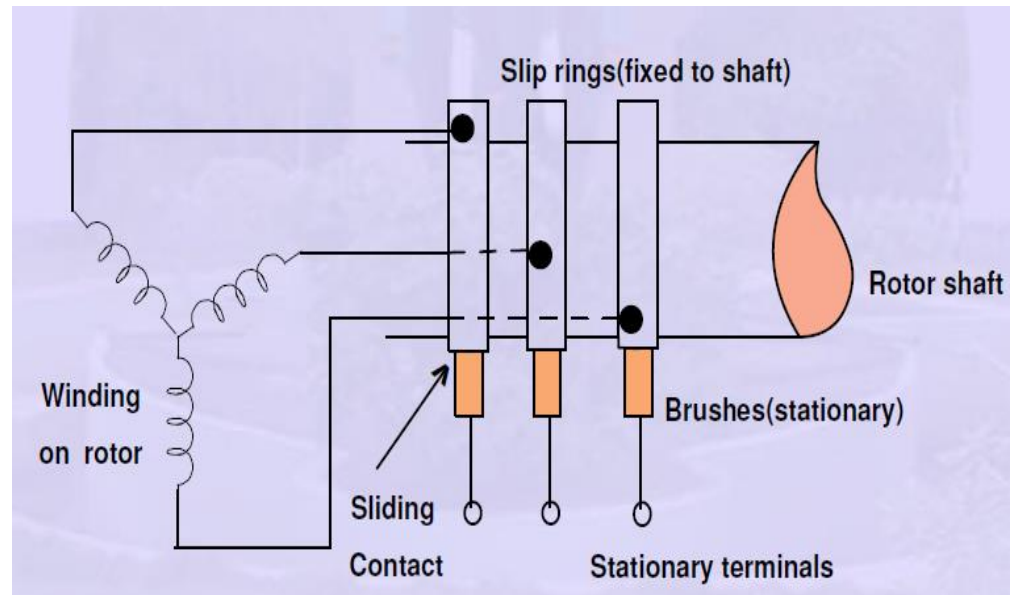 Slip rings(fixed to shaft)
Rotor shaft
Winding
on rotor
Brushes(stationary)
Sliding
Contact
Stationary terminals